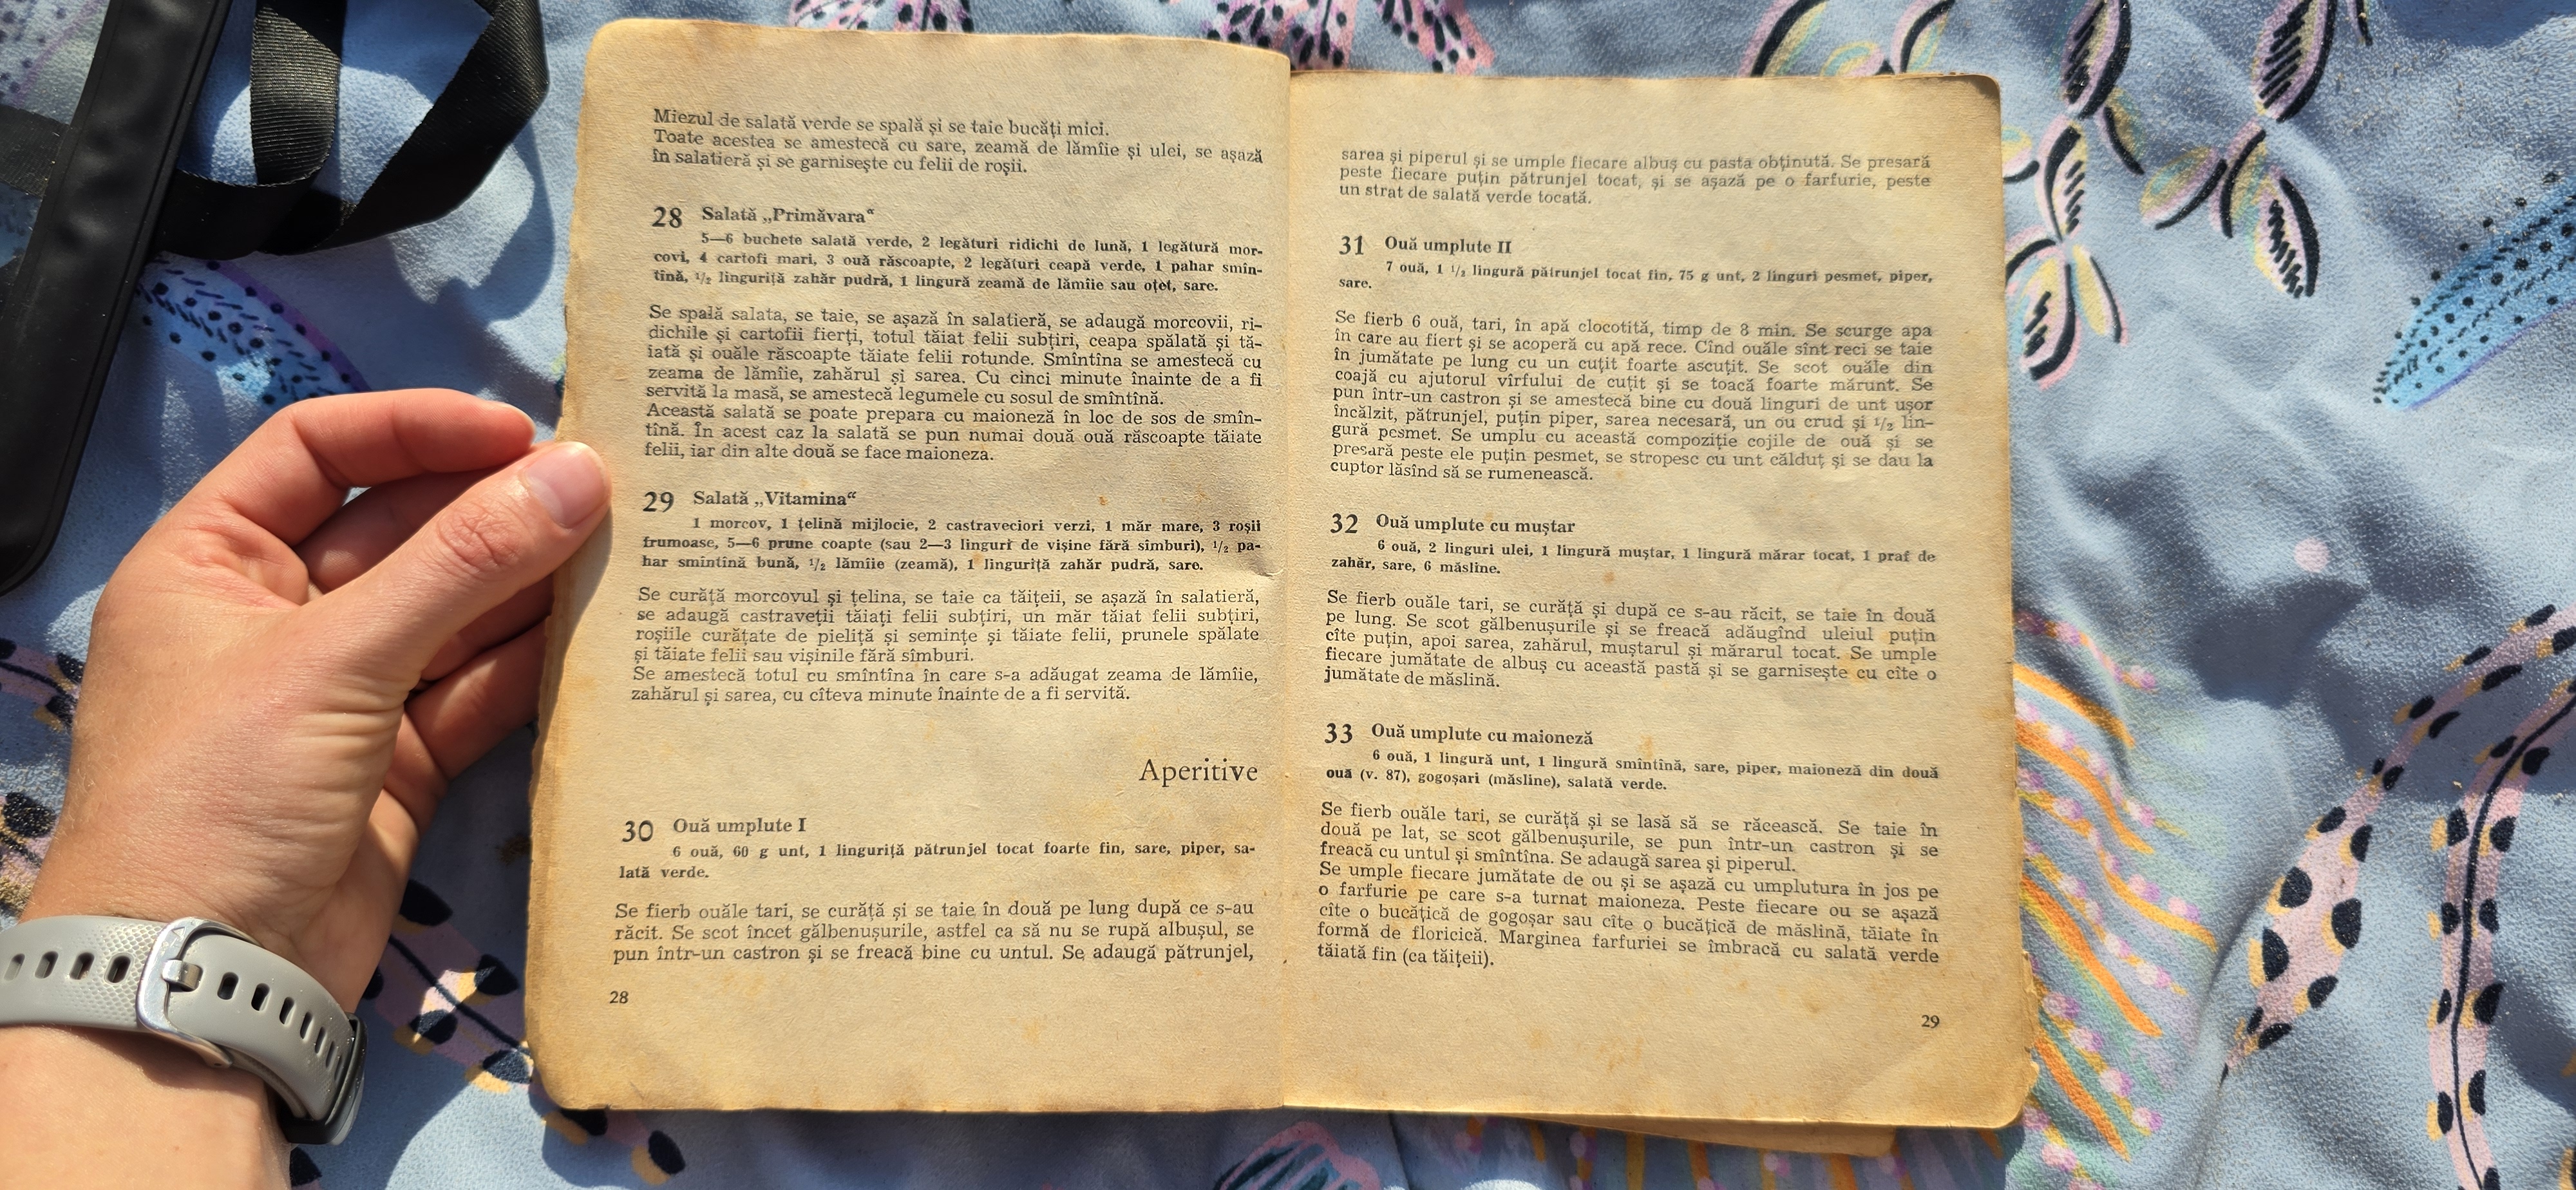 Miezul de salată verde se spală și se taie bucăți mici.
Toate acestea se amestecă cu sare, zeamă de lămîie și ulei, se așază
în salatieră și se garnisește cu felii de roșii.
28 Salată „Primăvara“
5—6 buchete salată verde, 2 legături ridichi de lună, 1 legătură mor-
covi, 4 cartofi mari, 3 ouă răscoapte, 2 legături ceapă verde, 1 pahar smîn-
tînă, 1/2 linguriță zahăr pudră, 1 lingură zeamă de lămîie sau oțet, sare.
Se spală salata, se taie, se așază în salatieră, se adaugă morcovii, ri-
dichile și cartofii fierți, totul tăiat felii subțiri, ceapa spălată și tă-
iată și ouăle răscoapte tăiate felii rotunde. Smîntîna se amestecă cu
zeama de lămîie, zahărul și sarea. Cu cinci minute înainte de a fi
servită la masă, se amestecă legumele cu sosul de smîntînă.
Această salată se poate prepara cu maioneză în loc de sos de smîn-
tînă. În acest caz la salată se pun numai două ouă răscoapte tăiate
felii, iar din alte două se face maioneza.
29 Salată „Vitamina“
1 morcov, 1 țelină mijlocie, 2 castraveciori verzi, 1 măr mare, 3 roșii
frumoase, 5—6 prune coapte (sau 2—3 linguri de vișine fără sîmburi), 1/2 pa-
har smîntînă bună, 1/2 lămîie (zeamă), 1 linguriță zahăr pudră, sare.
Se curăță morcovul și țelina, se taie ca tăițeii, se așază în salatieră,
se adaugă castraveții tăiați felii subțiri, un măr tăiat felii subțiri,
roșiile curățate de pieliță și semințe și tăiate felii, prunele spălate
și tăiate felii sau vișinile fără sîmburi.
Se amestecă totul cu smîntîna în care s-a adăugat zeama de lămîie,
zahărul și sarea, cu cîteva minute înainte de a fi servită.
Aperitive
30 Ouă umplute I
6 ouă, 60 g unt, 1 linguriță pătrunjel tocat foarte fin, sare, piper, sa-
lată verde.
Se fierb ouăle tari, se curăță și se taie în două pe lung după ce s-au
răcit. Se scot încet gălbenușurile, astfel ca să nu se rupă albușul, se
pun într-un castron și se freacă bine cu untul. Se adaugă pătrunjel,
28
sarea și piperul și se umple fiecare albuș cu pasta obținută. Se presară
peste fiecare puțin pătrunjel tocat, și se așază pe o farfurie, peste
un strat de salată verde tocată.
31 Ouă umplute II
7 ouă, 1 1/2 lingură pătrunjel tocat fin, 75 g unt, 2 linguri pesmet, piper,
sare.
Se fierb 6 ouă, tari, în apă clocotită, timp de 8 min. Se scurge apa
în care au fiert și se acoperă cu apă rece. Cînd ouăle sînt reci se taie
în jumătate pe lung cu un cuțit foarte ascuțit. Se scot ouăle din
coajă cu ajutorul vîrfului de cuțit și se toacă foarte mărunt. Se
pun într-un castron și se amestecă bine cu două linguri de unt ușor
încălzit, pătrunjel, puțin piper, sarea necesară, un ou crud și 1/2 lin-
gură pesmet. Se umplu cu această compoziție cojile de ouă și se
presară peste ele puțin pesmet, se stropesc cu unt călduț și se dau la
cuptor lăsînd să se rumenească.
32 Ouă umplute cu muștar
6 ouă, 2 linguri ulei, 1 lingură muștar, 1 lingură mărar tocat, 1 praf de
zahăr, sare, 6 măsline.
Se fierb ouăle tari, se curăță și după ce s-au răcit, se taie în două
pe lung. Se scot gălbenușurile și se freacă adăugînd uleiul puțin
cîte puțin, apoi sarea, zahărul, muștarul și mărarul tocat. Se umple
fiecare jumătate de albuș cu această pastă și se garnisește cu cîte o
jumătate de măslină.
33 Ouă umplute cu maioneză
6 ouă, 1 lingură unt, 1 lingură smîntînă, sare, piper, maioneză din două
ouă (v. 87), gogoșari (măsline), salată verde.
Se fierb ouăle tari, se curăță și se lasă să se răcească. Se taie în
două pe lat, se scot gălbenușurile, se pun într-un castron și se
freacă cu untul și smîntîna. Se adaugă sarea și piperul.
Se umple fiecare jumătate de ou și se așază cu umplutura în jos pe
o farfurie pe care s-a turnat maioneza. Peste fiecare ou se așază
cîte o bucățică de gogoșar sau cîte o bucățică de măslină, tăiate în
formă de floricică. Marginea farfuriei se îmbracă cu salată verde
tăiată fin (ca tăițeii).
29